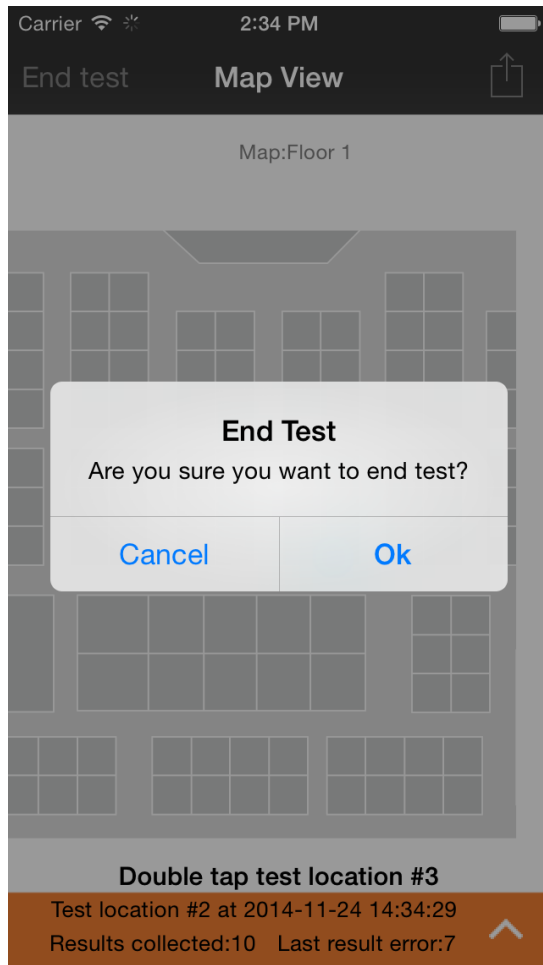 Carrier 2:34 PM
End test Map View
Map:Floor 1
End Test
Are you sure you want to end test?
Cancel Ok
Double tap test location #3
Test location #2 at 2014-11-24 14:34:29
Results collected:10 Last result error:7